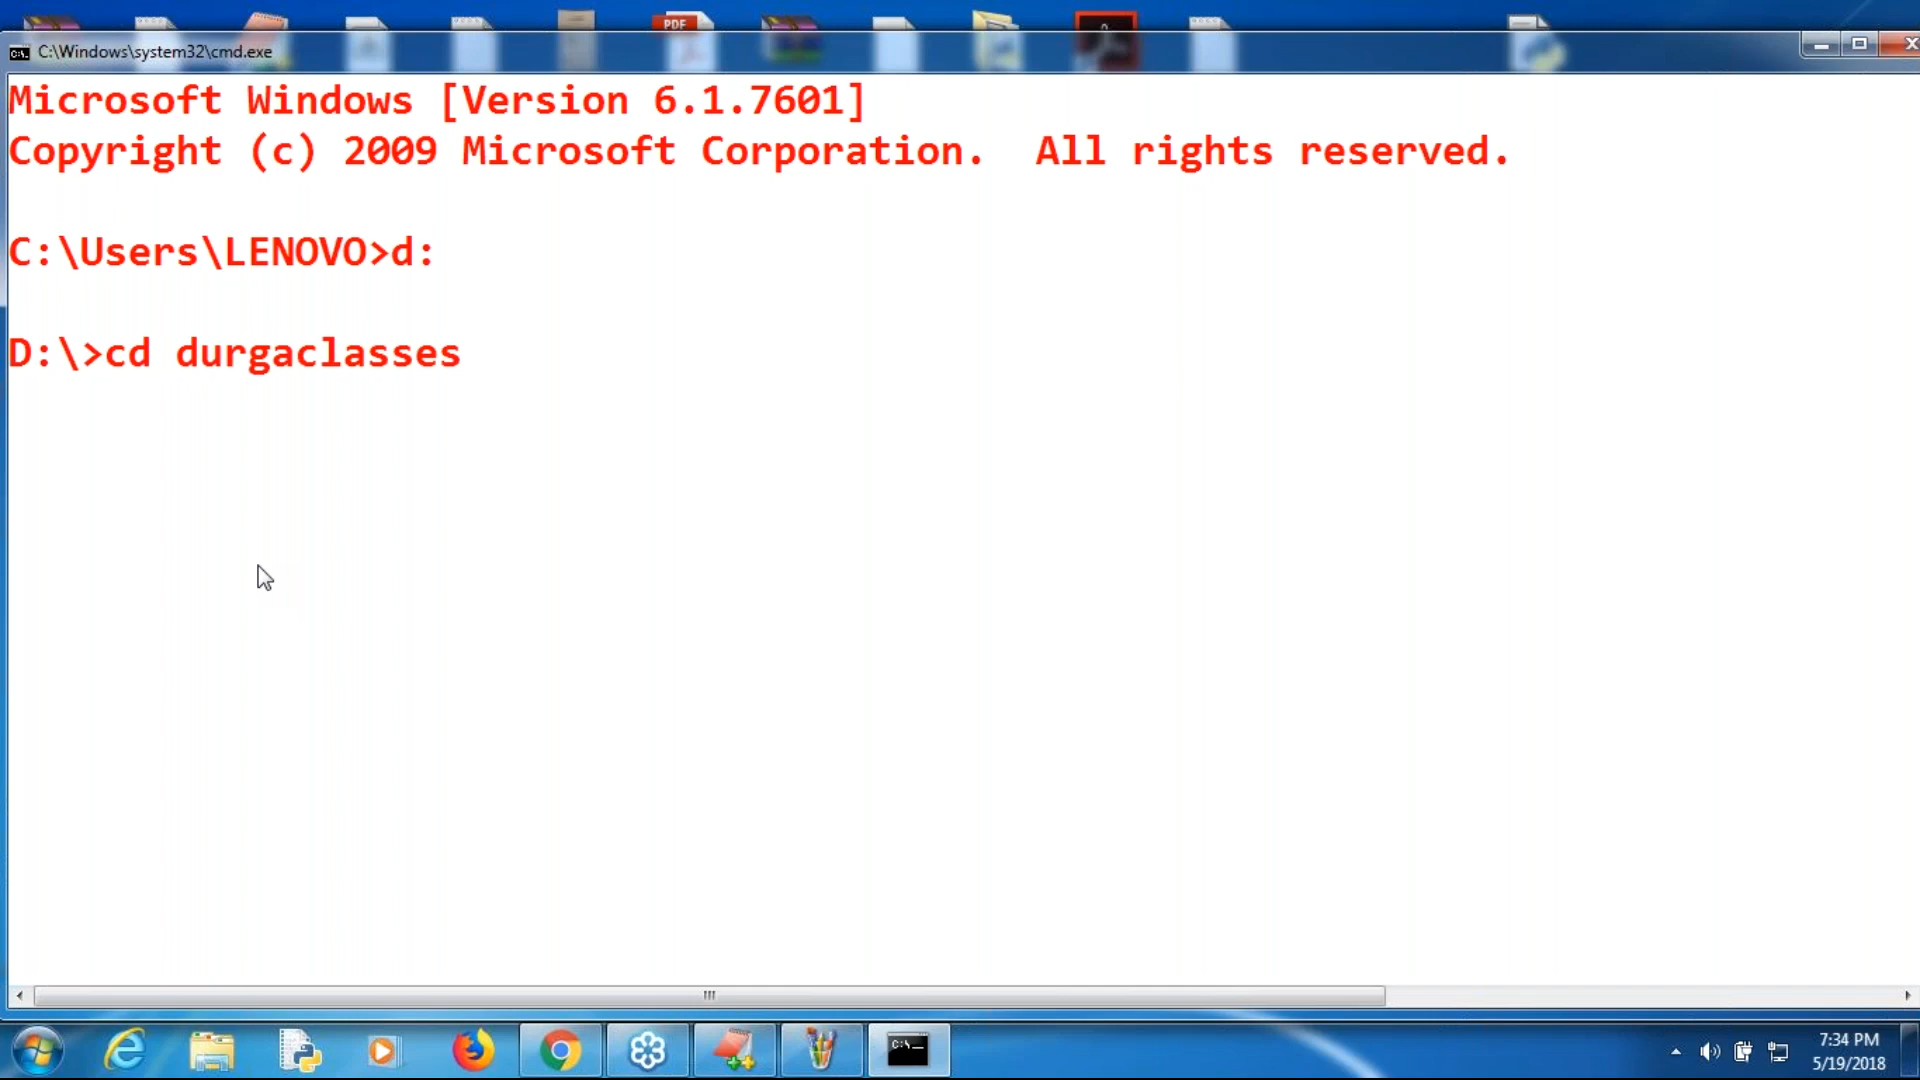 PDF
C:\Windows\system32\cmd.exe
Microsoft Windows [Version 6.1.7601]
Copyright (c) 2009 Microsoft Corporation.  All rights reserved.
C:\Users\LENOVO>d:
D:\>cd durgaclasses
7:34 PM
5/19/2018